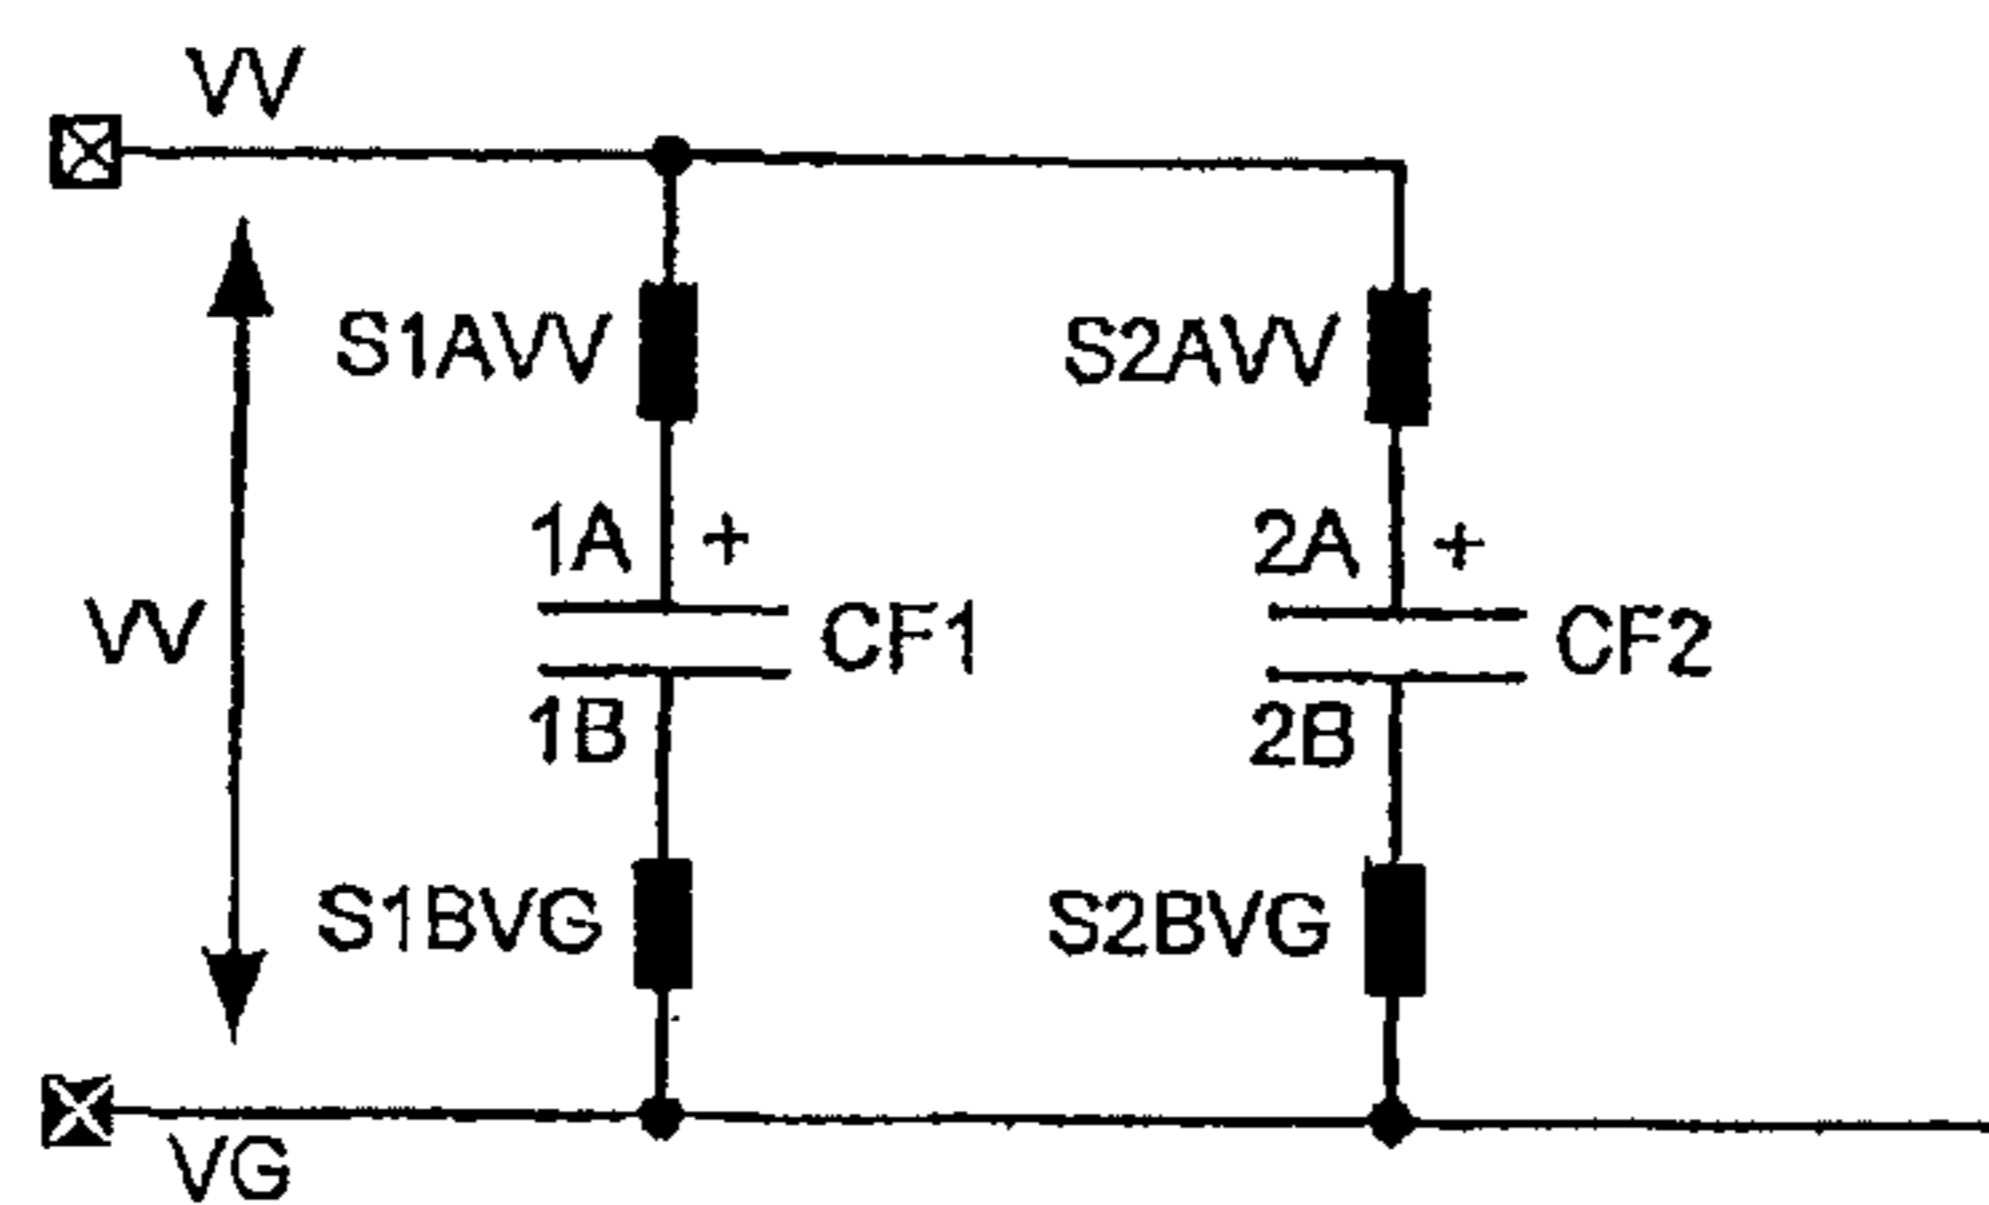 VV
S1AVV S2AVV
1A + 2A +
VV CF1 CF2
1B 2B
S1BVG S2BVG
VG